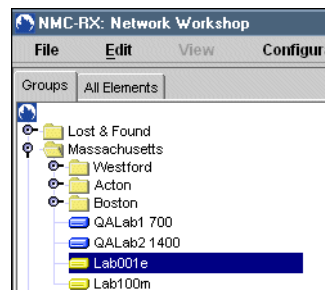 NMC-RX: Network Workshop
File Edit View Configur
Groups All Elements
Lost & Found
Massachusetts
Westford
Acton
Boston
QALab1 700
QALab2 1400
Lab001e
Lab100m